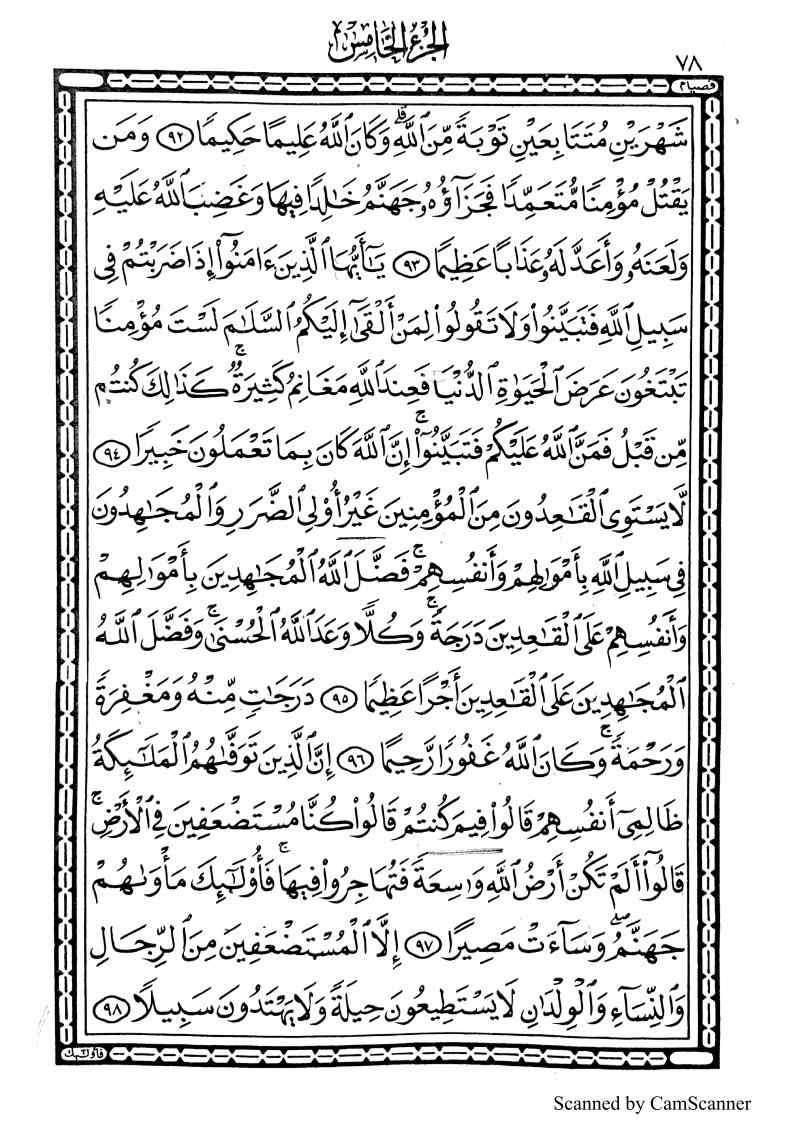 الجزء الخامس
٧٨
فصيام
شَهْرَيْنِ مُتَتَابِعَيْنِ تَوْبَةً مِّنَ ٱللَّهِۗ وَكَانَ ٱللَّهُ عَلِيمًا حَكِيمًا ٩٢ وَمَن
يَقْتُلْ مُؤْمِنًا مُّتَعَمِّدًا فَجَزَآؤُهُۥ جَهَنَّمُ خَٰلِدًا فِيهَا وَغَضِبَ ٱللَّهُ عَلَيْهِ
وَلَعَنَهُۥ وَأَعَدَّ لَهُۥ عَذَابًا عَظِيمًا ٩٣ يَٰٓأَيُّهَا ٱلَّذِينَ ءَامَنُوٓا۟ إِذَا ضَرَبْتُمْ فِى
سَبِيلِ ٱللَّهِ فَتَبَيَّنُوا۟ وَلَا تَقُولُوا۟ لِمَنْ أَلْقَىٰٓ إِلَيْكُمُ ٱلسَّلَٰمَ لَسْتَ مُؤْمِنًا
تَبْتَغُونَ عَرَضَ ٱلْحَيَوٰةِ ٱلدُّنْيَا فَعِندَ ٱللَّهِ مَغَانِمُ كَثِيرَةٌۚ كَذَٰلِكَ كُنتُم
مِّن قَبْلُ فَمَنَّ ٱللَّهُ عَلَيْكُمْ فَتَبَيَّنُوٓا۟ۚ إِنَّ ٱللَّهَ كَانَ بِمَا تَعْمَلُونَ خَبِيرًا ٩٤
لَّا يَسْتَوِى ٱلْقَٰعِدُونَ مِنَ ٱلْمُؤْمِنِينَ غَيْرُ أُو۟لِى ٱلضَّرَرِ وَٱلْمُجَٰهِدُونَ
فِى سَبِيلِ ٱللَّهِ بِأَمْوَٰلِهِمْ وَأَنفُسِهِمْۚ فَضَّلَ ٱللَّهُ ٱلْمُجَٰهِدِينَ بِأَمْوَٰلِهِمْ
وَأَنفُسِهِمْ عَلَى ٱلْقَٰعِدِينَ دَرَجَةًۚ وَكُلًّا وَعَدَ ٱللَّهُ ٱلْحُسْنَىٰۚ وَفَضَّلَ ٱللَّهُ
ٱلْمُجَٰهِدِينَ عَلَى ٱلْقَٰعِدِينَ أَجْرًا عَظِيمًا ٩٥ دَرَجَٰتٍ مِّنْهُ وَمَغْفِرَةً
وَرَحْمَةًۚ وَكَانَ ٱللَّهُ غَفُورًا رَّحِيمًا ٩٦ إِنَّ ٱلَّذِينَ تَوَفَّىٰهُمُ ٱلْمَلَٰٓئِكَةُ
ظَالِمِىٓ أَنفُسِهِمْ قَالُوا۟ فِيمَ كُنتُمْ قَالُوا۟ كُنَّا مُسْتَضْعَفِينَ فِى ٱلْأَرْضِۚ
قَالُوٓا۟ أَلَمْ تَكُنْ أَرْضُ ٱللَّهِ وَٰسِعَةً فَتُهَاجِرُوا۟ فِيهَاۚ فَأُو۟لَٰٓئِكَ مَأْوَىٰهُمْ
جَهَنَّمُۖ وَسَآءَتْ مَصِيرًا ٩٧ إِلَّا ٱلْمُسْتَضْعَفِينَ مِنَ ٱلرِّجَالِ
وَٱلنِّسَآءِ وَٱلْوِلْدَٰنِ لَا يَسْتَطِيعُونَ حِيلَةً وَلَا يَهْتَدُونَ سَبِيلًا ٩٨
فأولئك
Scanned by CamScanner